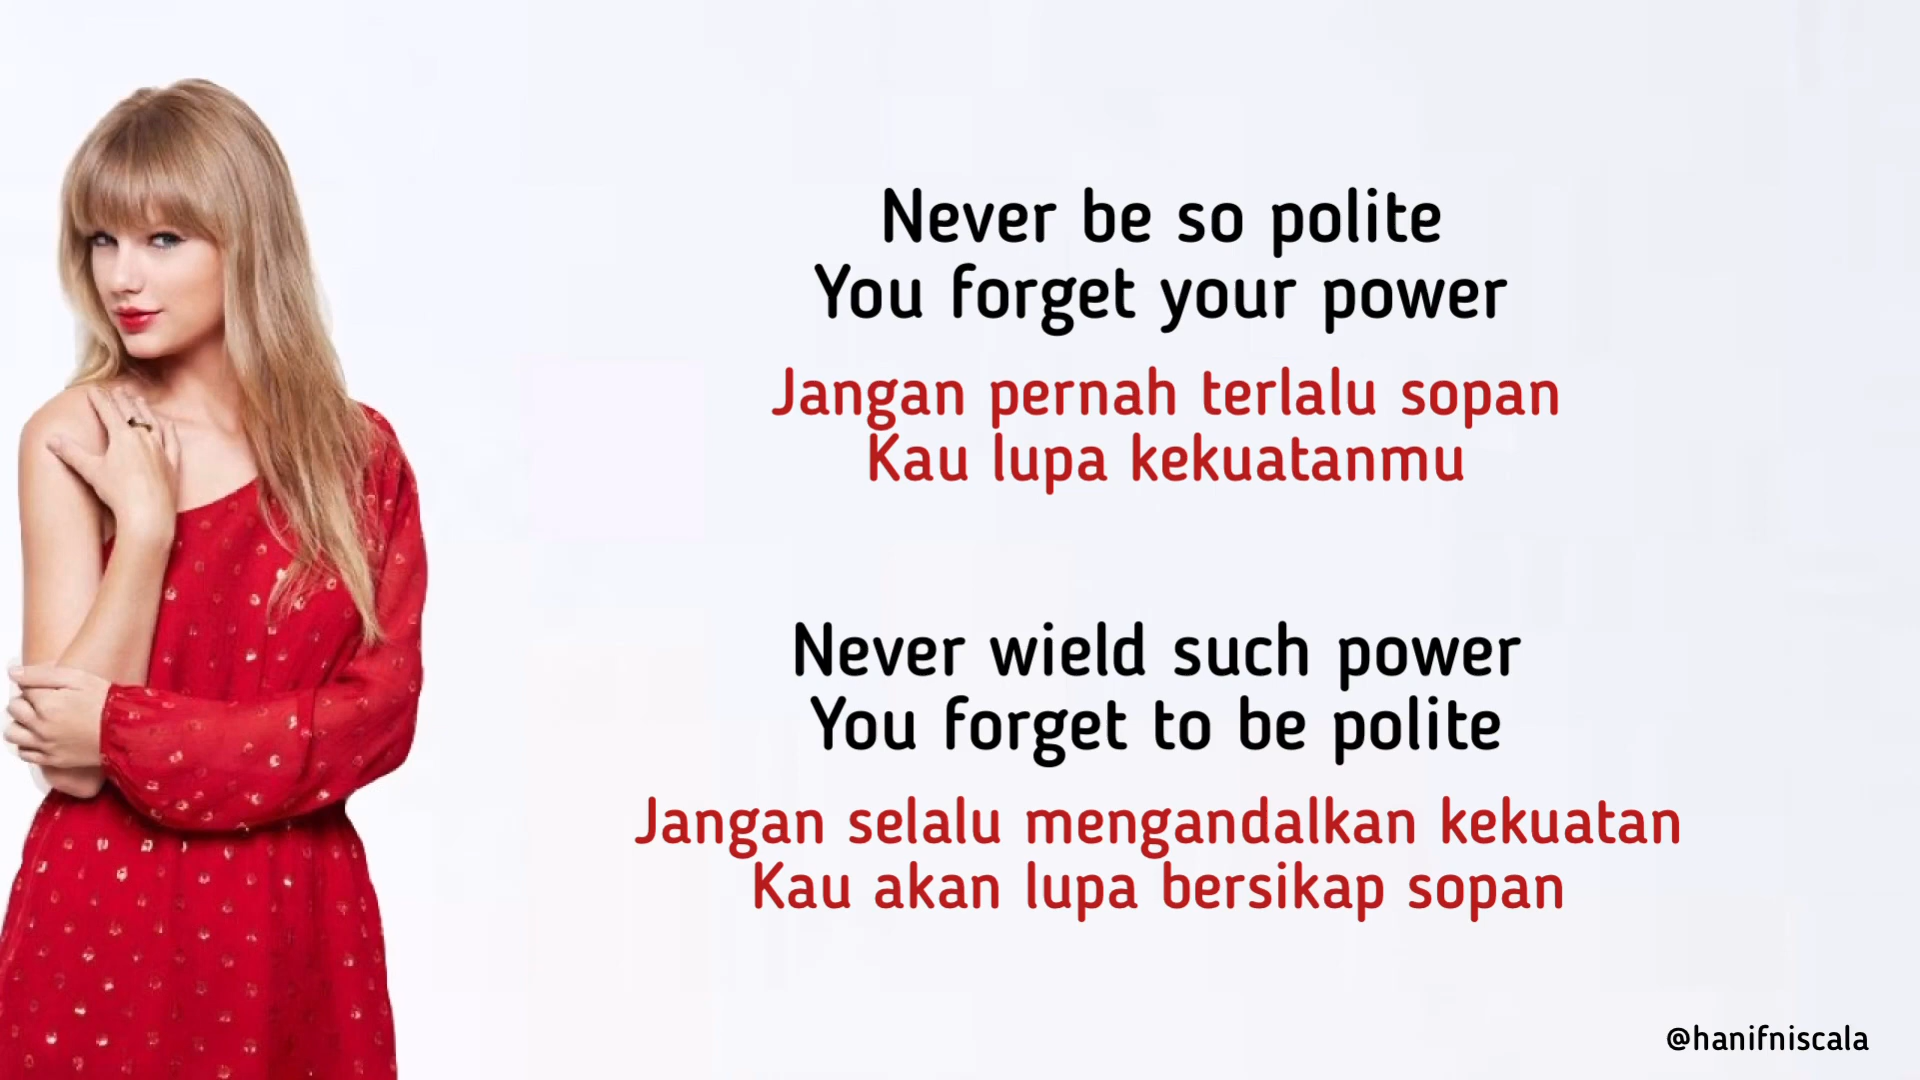 Never be so polite
You forget your power
Jangan pernah terlalu sopan
Kau lupa kekuatanmu
Never wield such power
You forget to be polite
Jangan selalu mengandalkan kekuatan
Kau akan lupa bersikap sopan
@hanifniscala